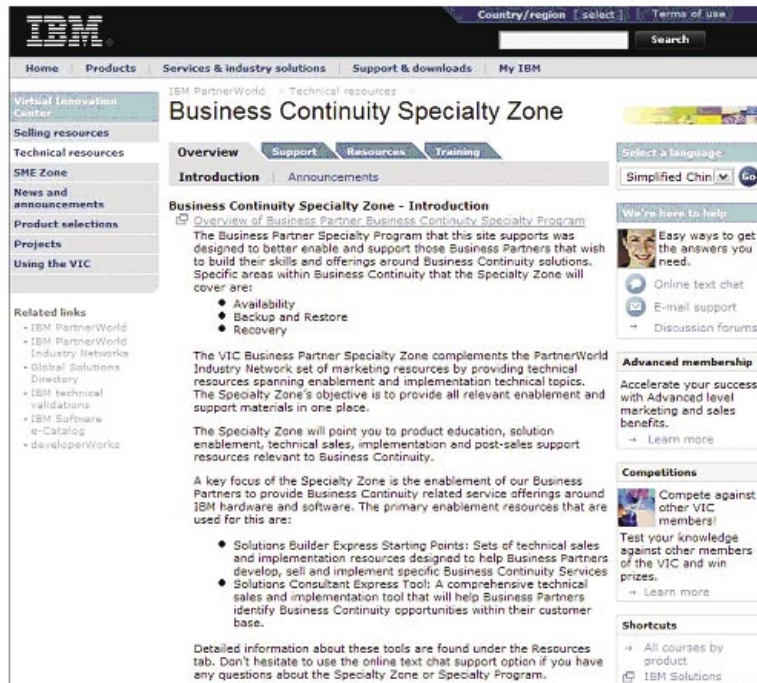 Country/region [ select ]
Terms of use
IBM
Search
Home
Products
Services & industry solutions
Support & downloads
My IBM
Virtual Innovation
Center
Selling resources
Technical resources
SME Zone
News and
announcements
Product selections
Projects
Using the VIC
Related links
- IBM PartnerWorld
- IBM PartnerWorld
Industry Networks
- Global Solutions
Directory
- IBM technical
validations
- IBM Software
e-Catalog
- developerWorks
IBM PartnerWorld > Technical resources >
Business Continuity Specialty Zone
Overview
Support
Resources
Training
Introduction
Announcements
Business Continuity Specialty Zone - Introduction
Overview of Business Partner Business Continuity Specialty Program
The Business Partner Specialty Program that this site supports was
designed to better enable and support those Business Partners that wish
to build their skills and offerings around Business Continuity solutions.
Specific areas within Business Continuity that the Specialty Zone will
cover are:
● Availability
● Backup and Restore
● Recovery
The VIC Business Partner Specialty Zone complements the PartnerWorld
Industry Network set of marketing resources by providing technical
resources spanning enablement and implementation technical topics.
The Specialty Zone's objective is to provide all relevant enablement and
support materials in one place.
The Specialty Zone will point you to product education, solution
enablement, technical sales, implementation and post-sales support
resources relevant to Business Continuity.
A key focus of the Specialty Zone is the enablement of our Business
Partners to provide Business Continuity related service offerings around
IBM hardware and software. The primary enablement resources that are
used for this are:
● Solutions Builder Express Starting Points: Sets of technical sales
and implementation resources designed to help Business Partners
develop, sell and implement specific Business Continuity Services
● Solutions Consultant Express Tool: A comprehensive technical
sales and implementation tool that will help Business Partners
identify Business Continuity opportunities within their customer
base.
Detailed information about these tools are found under the Resources
tab. Don't hesitate to use the online text chat support option if you have
any questions about the Specialty Zone or Specialty Program.
Select a language
Simplified Chin
Go
We're here to help
Easy ways to get
the answers you
need.
Online text chat
E-mail support
→ Discussion forums
Advanced membership
Accelerate your success
with Advanced level
marketing and sales
benefits.
→ Learn more
Competitions
Compete against
other VIC
members!
Test your knowledge
against other members
of the VIC and win
prizes.
→ Learn more
Shortcuts
→ All courses by
product
IBM Solutions